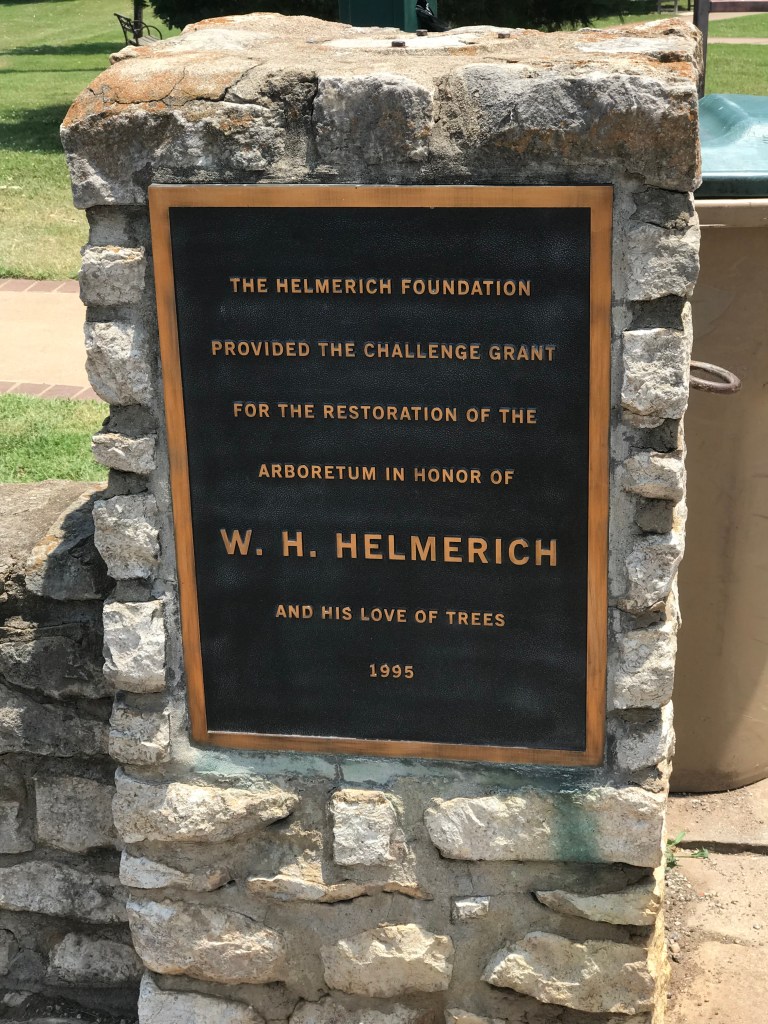 THE HELMERICH FOUNDATION
PROVIDED THE CHALLENGE GRANT
FOR THE RESTORATION OF THE
ARBORETUM IN HONOR OF
W. H. HELMERICH
AND HIS LOVE OF TREES
1995